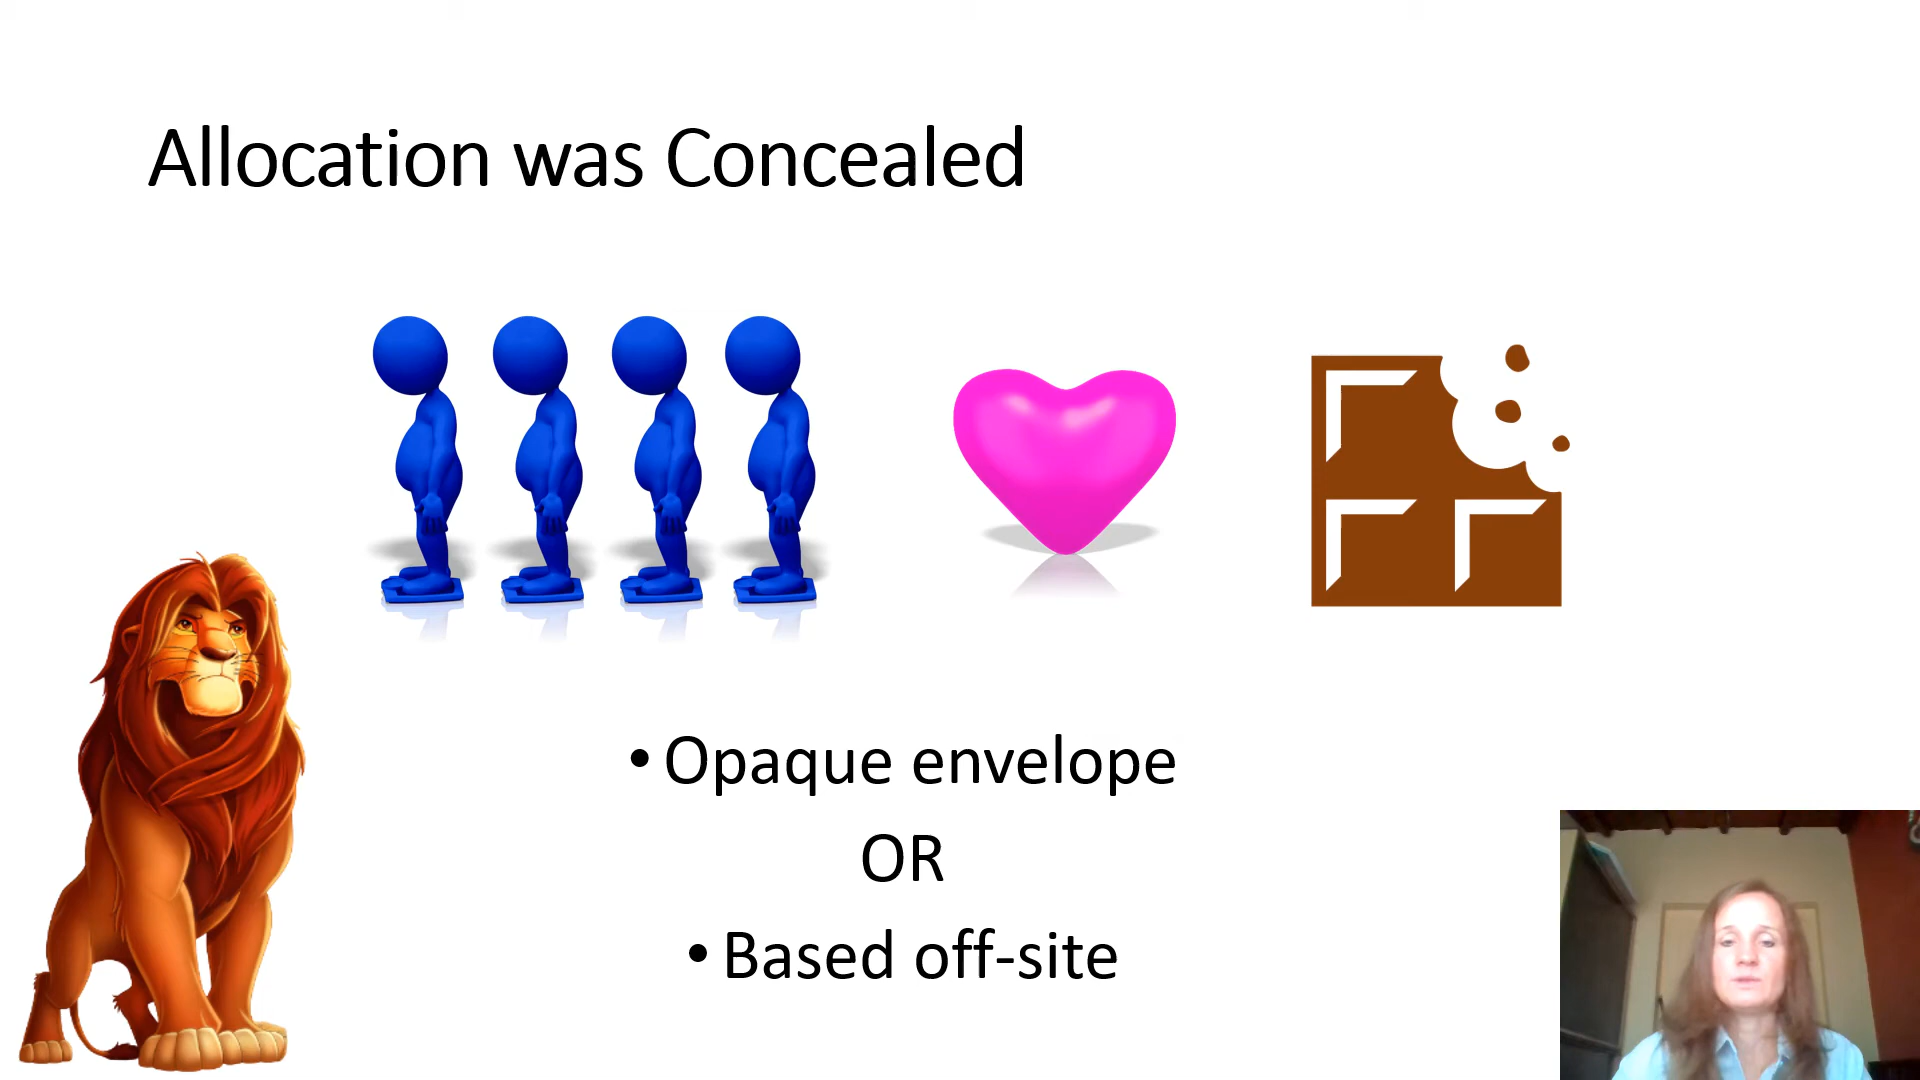 Allocation was Concealed
• Opaque envelope
OR
• Based off-site